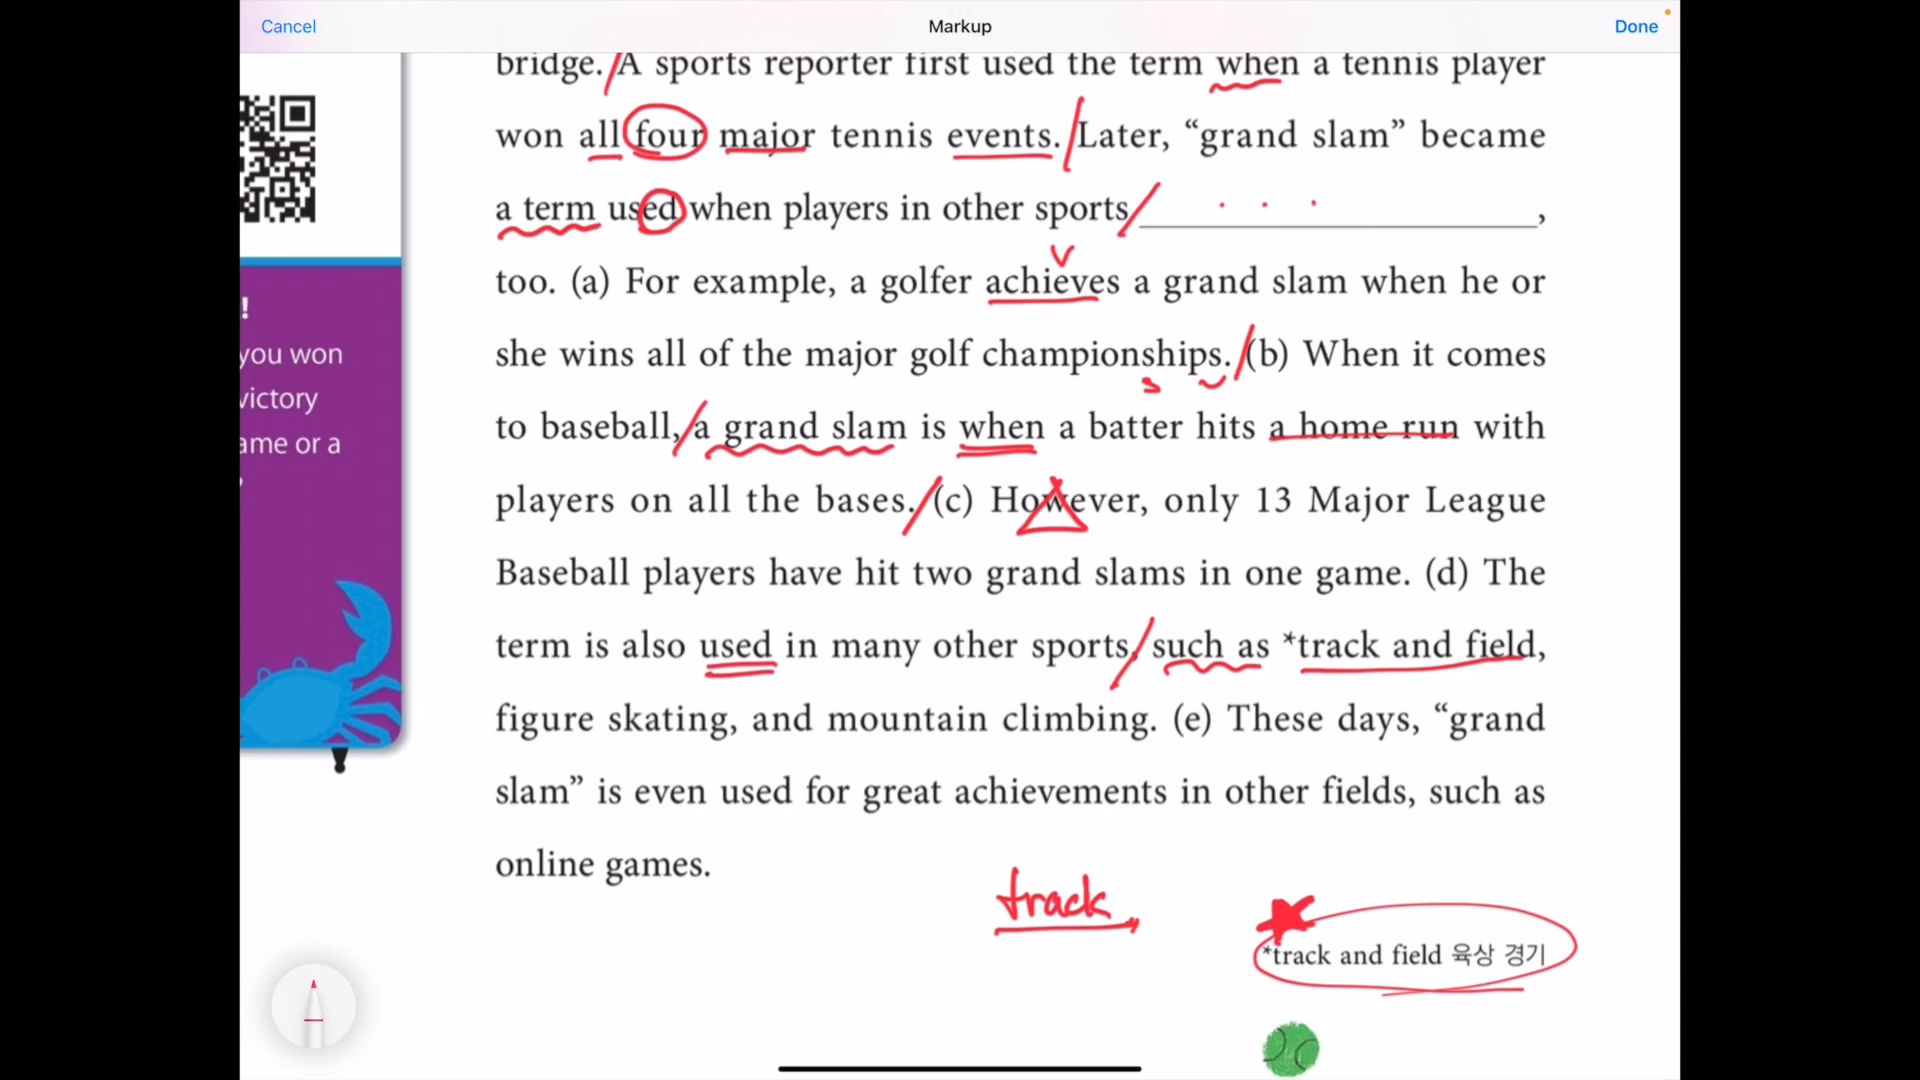 Cancel
Markup
Done
bridge. A sports reporter first used the term when a tennis player
won all four major tennis events. Later, “grand slam” became
a term used when players in other sports ____________________,
too. (a) For example, a golfer achieves a grand slam when he or
she wins all of the major golf championships. (b) When it comes
to baseball, a grand slam is when a batter hits a home run with
players on all the bases. (c) However, only 13 Major League
Baseball players have hit two grand slams in one game. (d) The
term is also used in many other sports, such as *track and field,
figure skating, and mountain climbing. (e) These days, “grand
slam” is even used for great achievements in other fields, such as
online games.
track
*track and field 육상 경기
!
you won
victory
ame or a